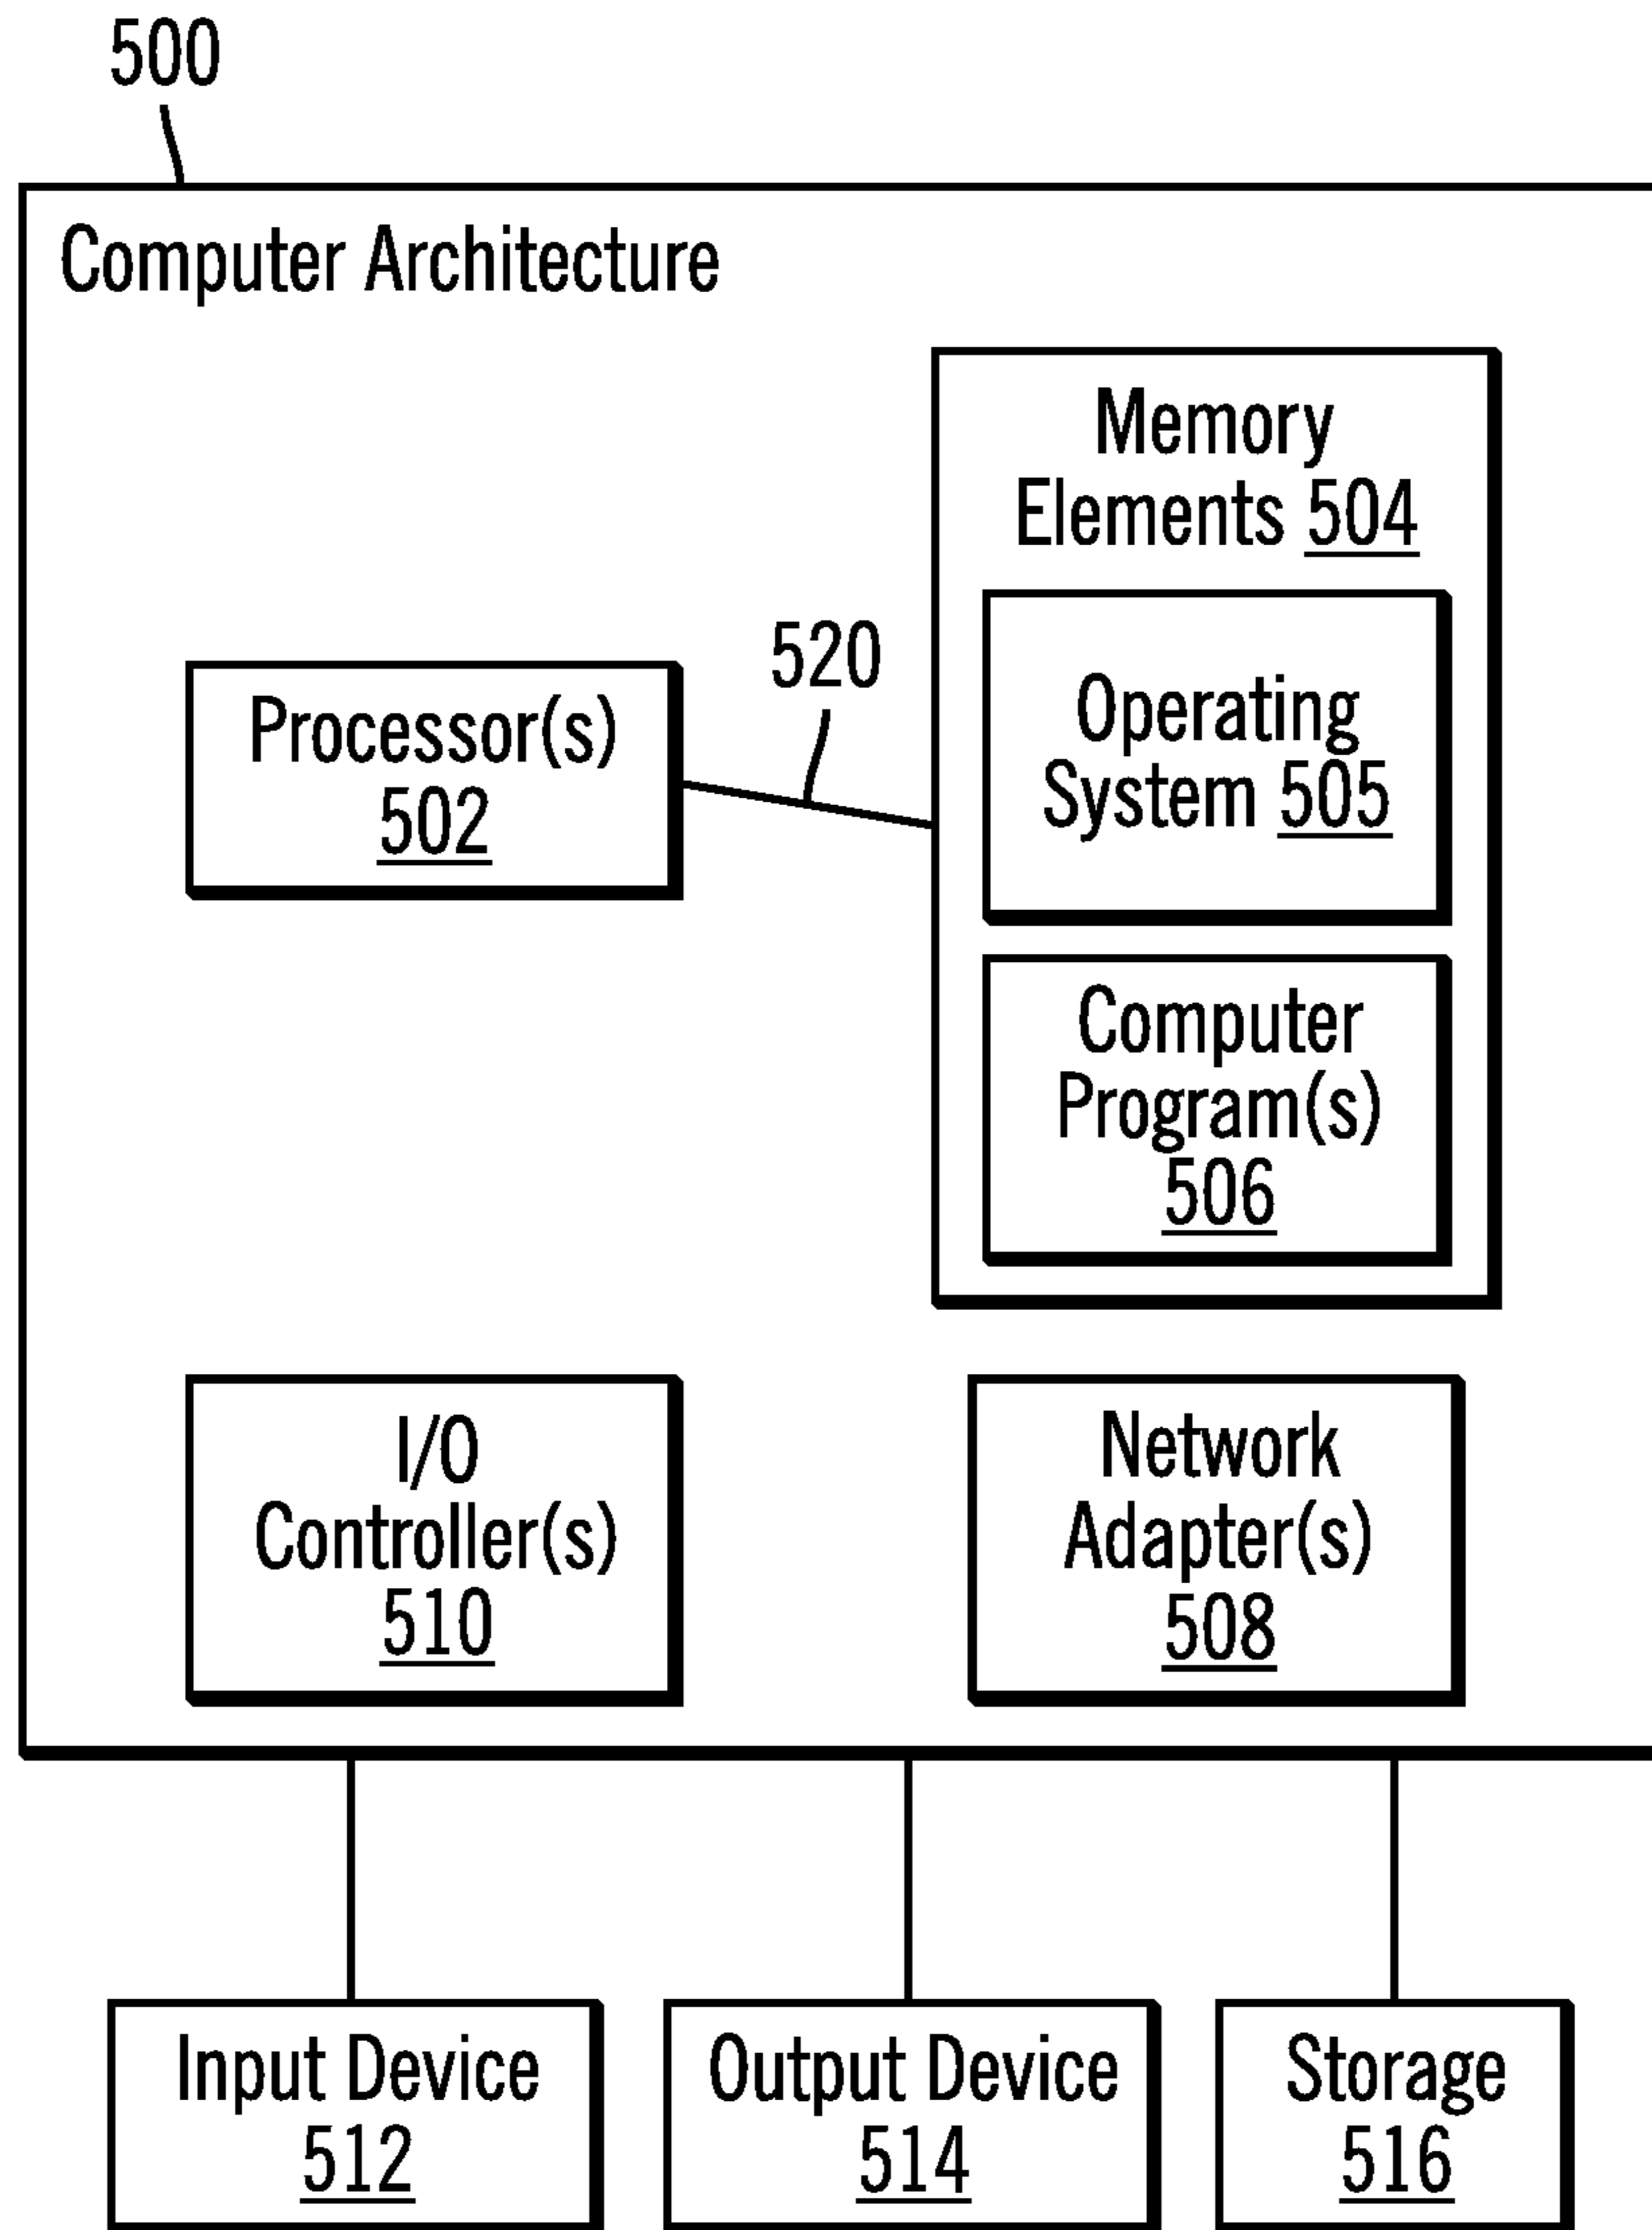 500
Computer Architecture
Memory
Elements 504
520
Processor(s)
502
Operating
System 505
Computer
Program(s)
506
I/O
Controller(s)
510
Network
Adapter(s)
508
Input Device
512
Output Device
514
Storage
516